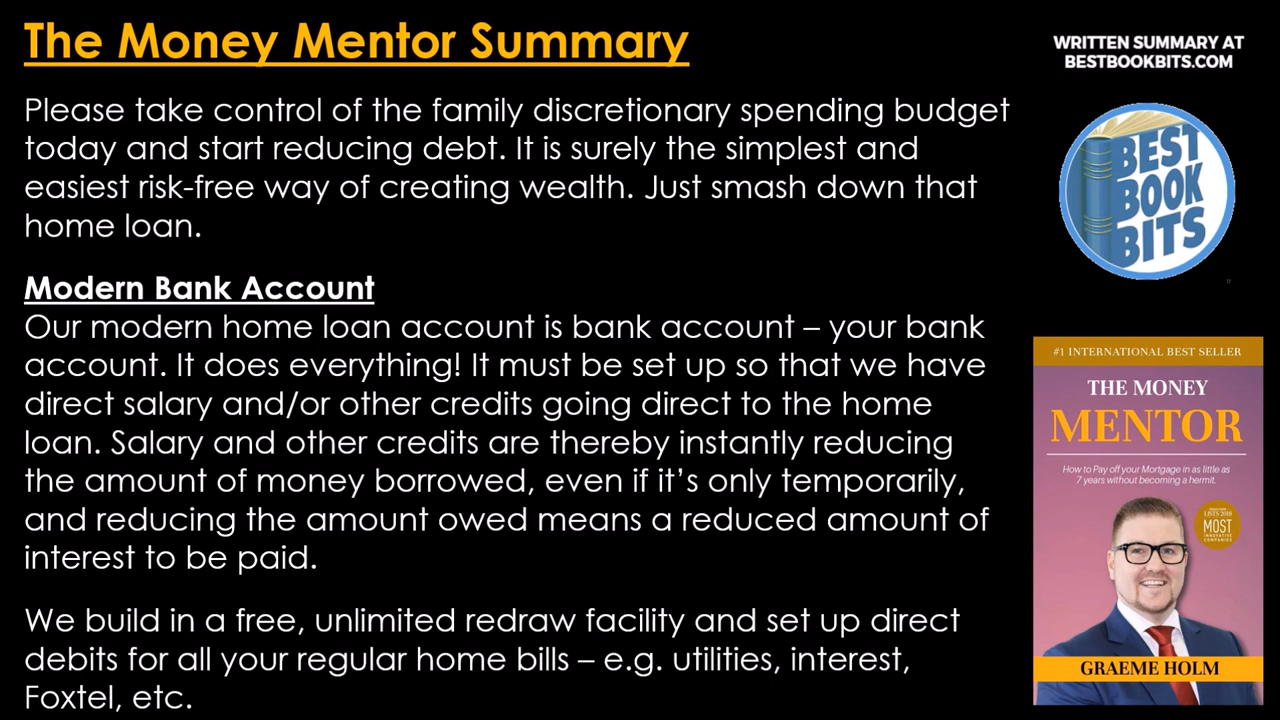 The Money Mentor Summary
Please take control of the family discretionary spending budget
today and start reducing debt. It is surely the simplest and
easiest risk-free way of creating wealth. Just smash down that
home loan.
Modern Bank Account
Our modern home loan account is bank account – your bank
account. It does everything! It must be set up so that we have
direct salary and/or other credits going direct to the home
loan. Salary and other credits are thereby instantly reducing
the amount of money borrowed, even if it’s only temporarily,
and reducing the amount owed means a reduced amount of
interest to be paid.
We build in a free, unlimited redraw facility and set up direct
debits for all your regular home bills – e.g. utilities, interest,
Foxtel, etc.
WRITTEN SUMMARY AT
BESTBOOKBITS.COM
BEST
BOOK
BITS
#1 INTERNATIONAL BEST SELLER
THE MONEY
MENTOR
How to Pay off your Mortgage in as little as
7 years without becoming a hermit.
LISTS 2018
MOST
INNOVATIVE
COMPANIES
GRAEME HOLM